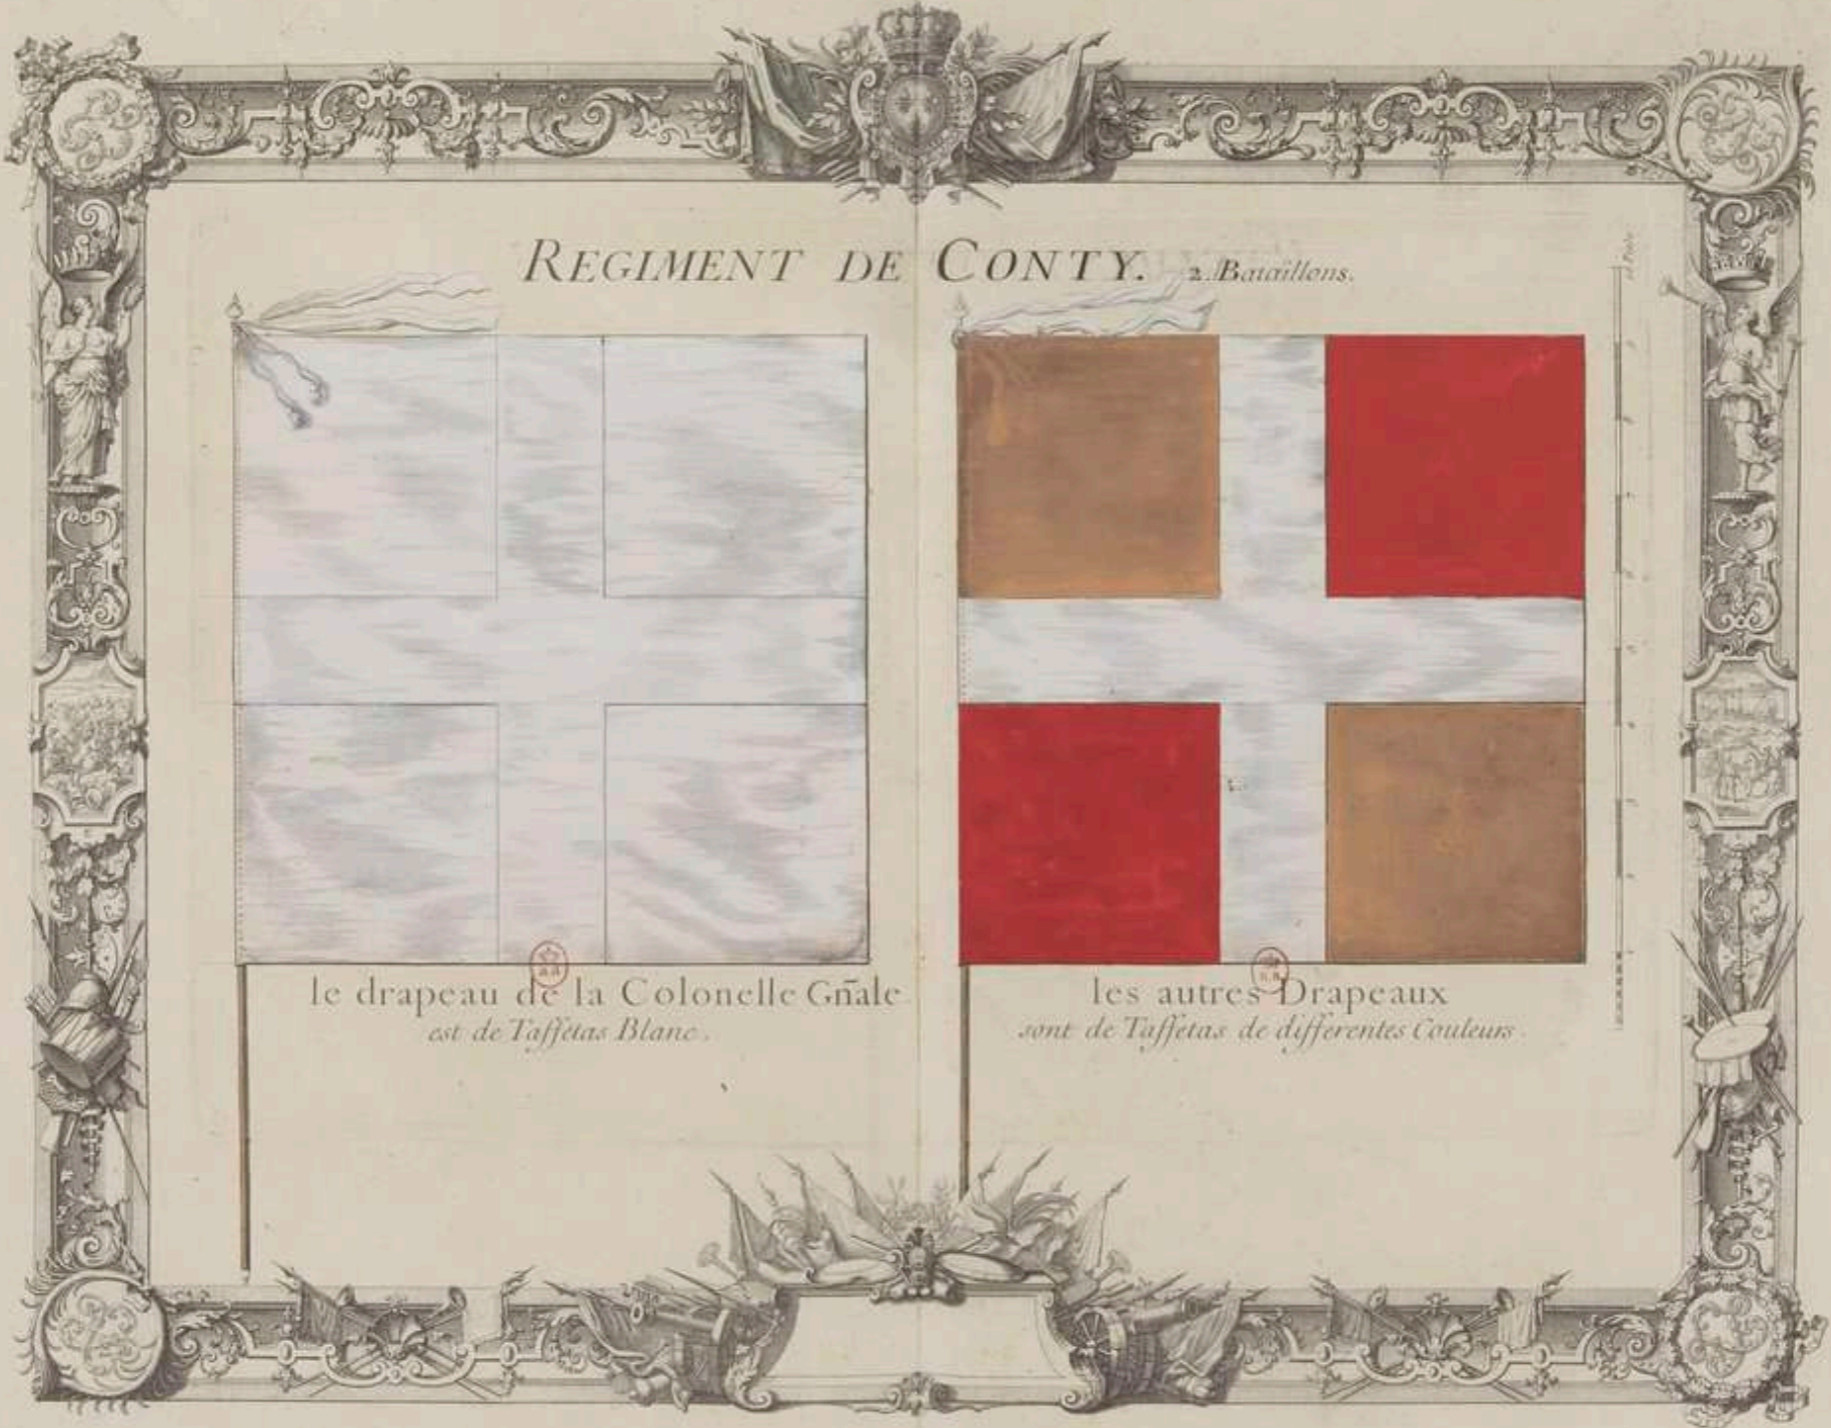 REGIMENT DE CONTY. 2. Bataillons.
le drapeau de la Colonelle Gñale
est de Taffetas Blanc.
les autres Drapeaux
sont de Taffetas de differentes Couleurs.